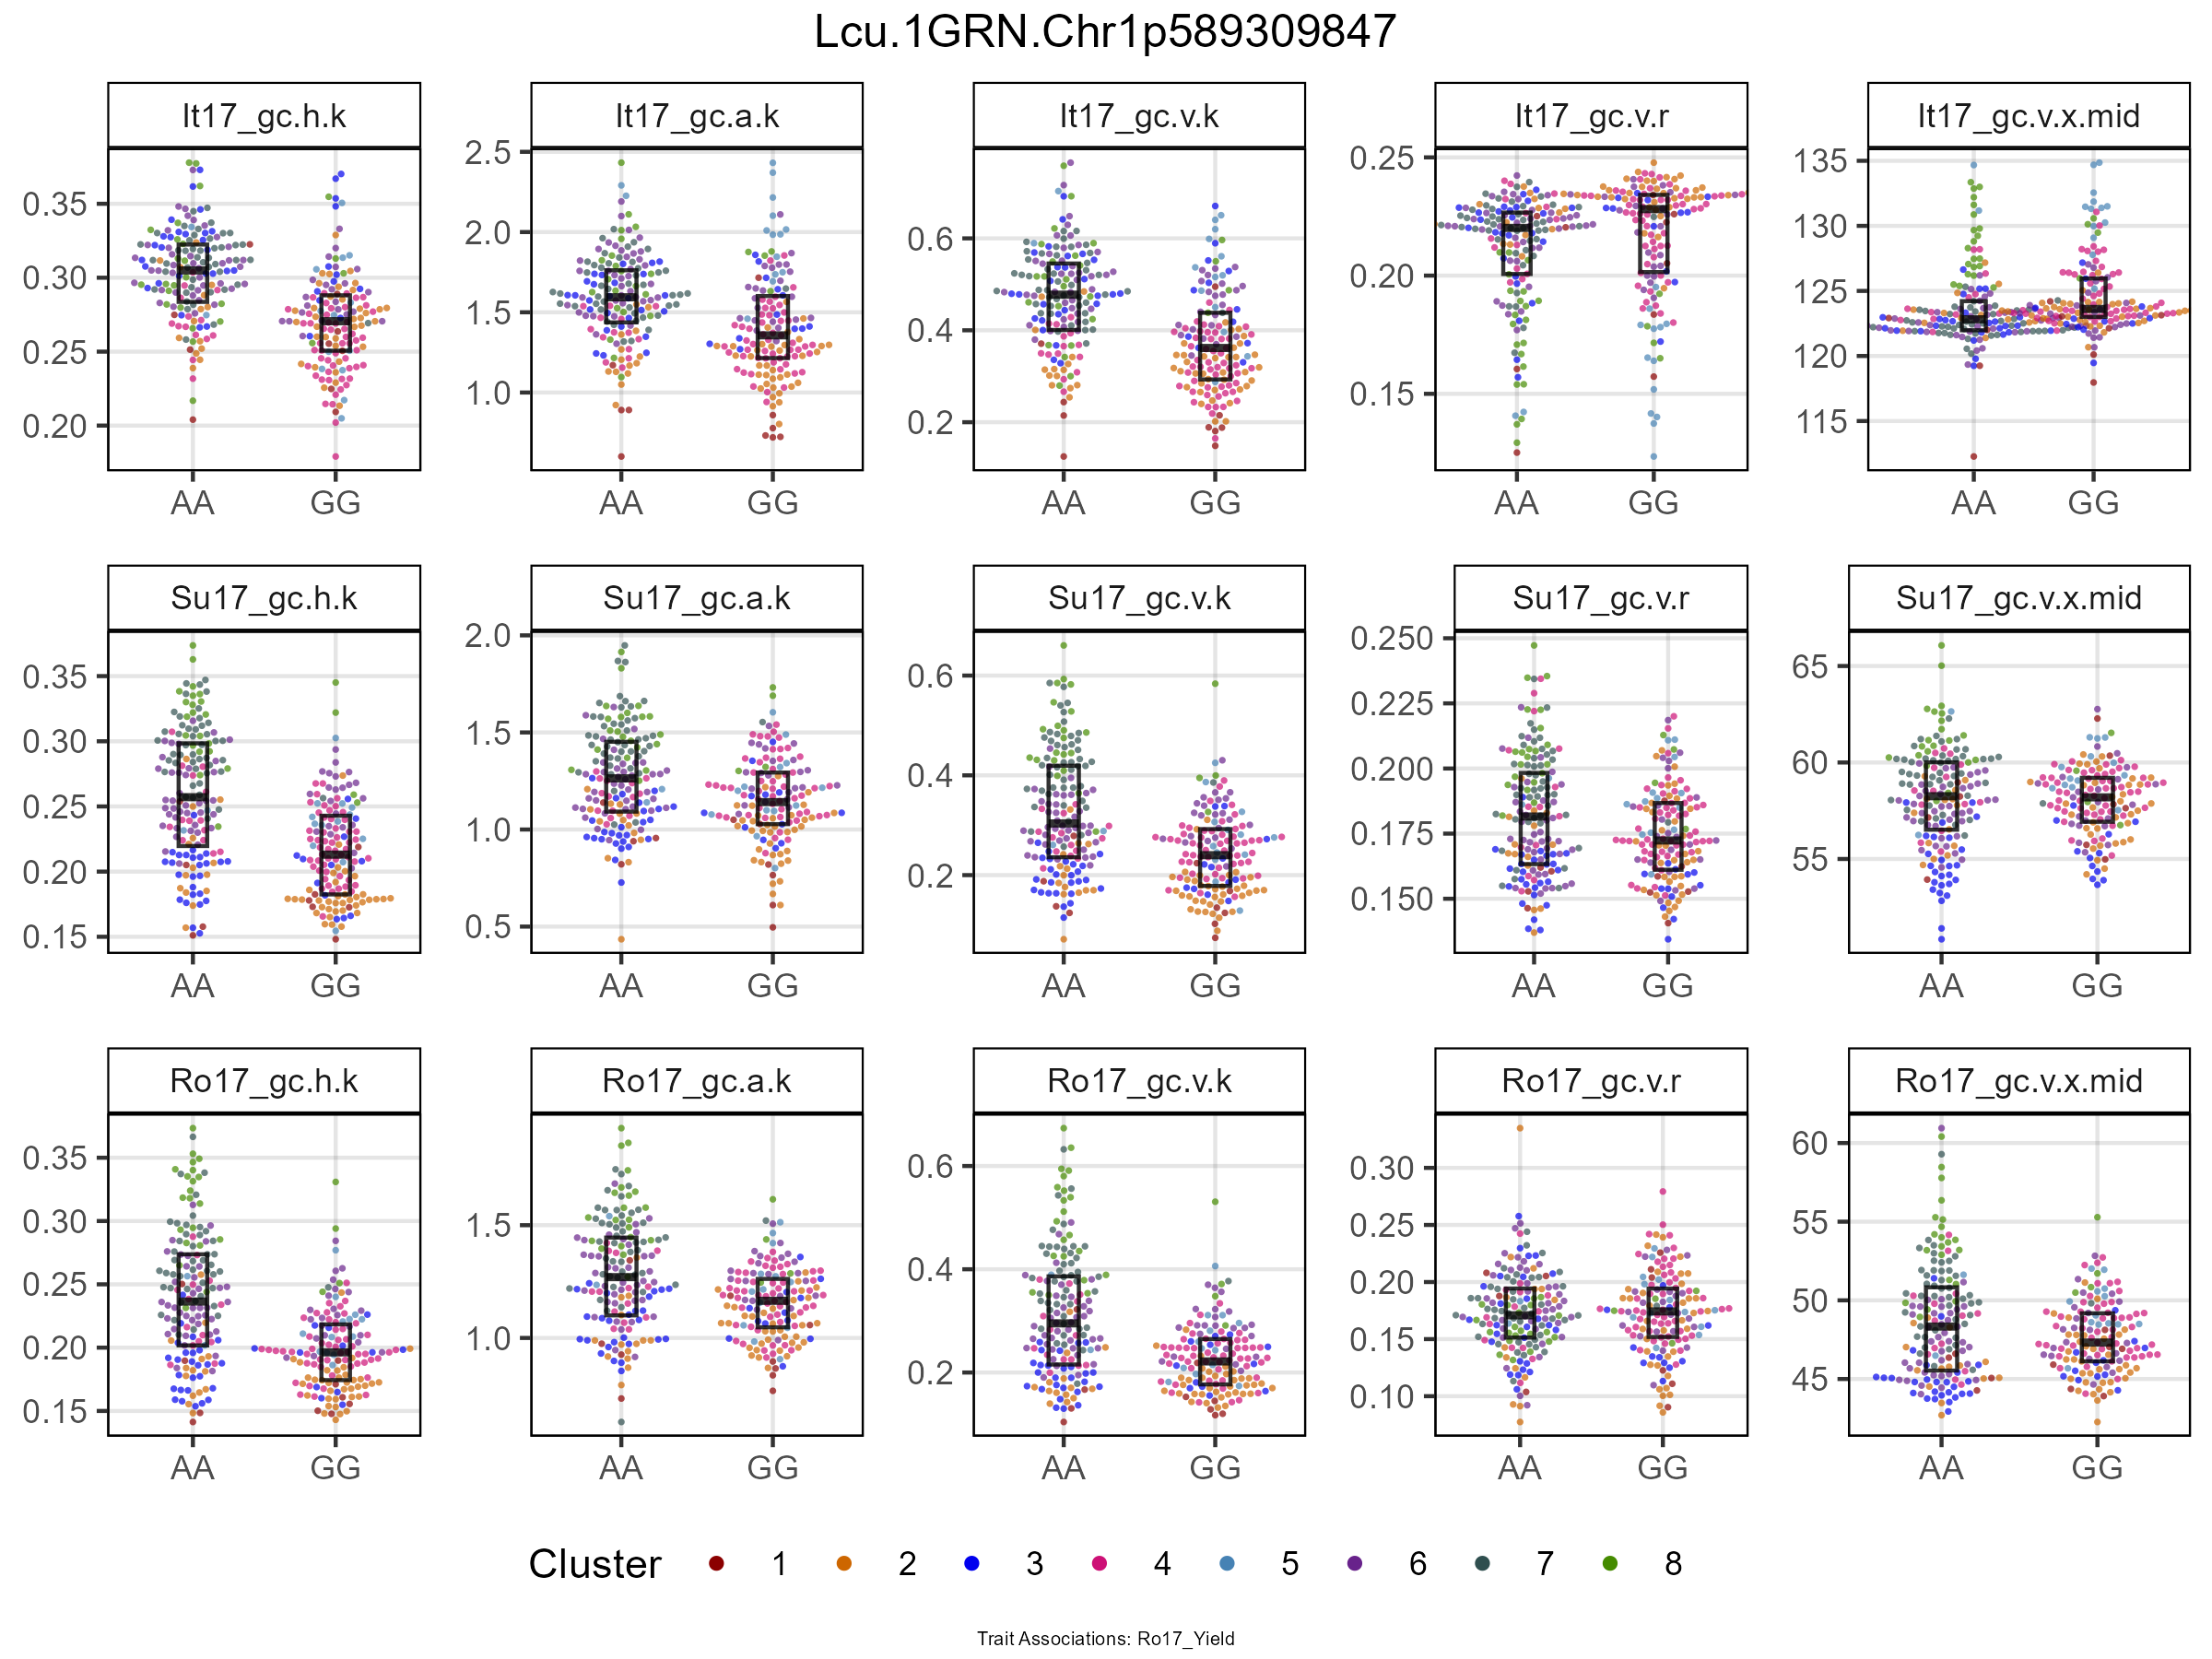 Lcu.1GRN.Chr1p589309847
It17_gc.h.k
It17_gc.a.k
It17_gc.v.k
It17_gc.v.r
It17_gc.v.x.mid
0.35
0.30
0.25
0.20
AA GG
2.5
2.0
1.5
1.0
AA GG
0.6
0.4
0.2
AA GG
0.25
0.20
0.15
AA GG
135
130
125
120
115
AA GG
Su17_gc.h.k
Su17_gc.a.k
Su17_gc.v.k
Su17_gc.v.r
Su17_gc.v.x.mid
0.35
0.30
0.25
0.20
0.15
AA GG
2.0
1.5
1.0
0.5
AA GG
0.6
0.4
0.2
AA GG
0.250
0.225
0.200
0.175
0.150
AA GG
65
60
55
AA GG
Ro17_gc.h.k
Ro17_gc.a.k
Ro17_gc.v.k
Ro17_gc.v.r
Ro17_gc.v.x.mid
0.35
0.30
0.25
0.20
0.15
AA GG
1.5
1.0
AA GG
0.6
0.4
0.2
AA GG
0.30
0.25
0.20
0.15
0.10
AA GG
60
55
50
45
AA GG
Cluster 1 2 3 4 5 6 7 8
Trait Associations: Ro17_Yield